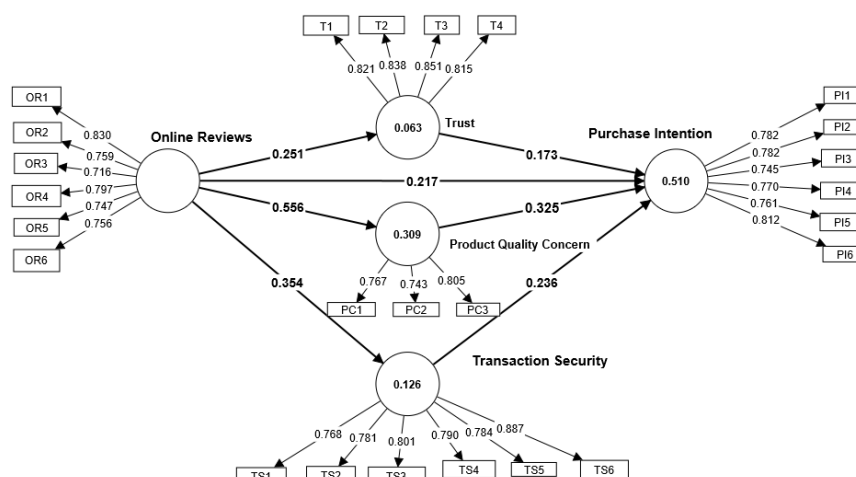 T1
T2
T3
T4
0.821
0.838
0.851
0.815
OR1
OR2
OR3
OR4
OR5
OR6
0.830
0.759
0.716
0.797
0.747
0.756
Online Reviews
0.063
Trust
Purchase Intention
0.251
0.173
0.217
0.510
PI1
PI2
PI3
PI4
PI5
PI6
0.782
0.782
0.745
0.770
0.761
0.812
0.556
0.325
0.309
Product Quality Concern
0.767
0.743
0.805
PC1
PC2
PC3
0.354
0.236
Transaction Security
0.126
0.768
0.781
0.801
0.790
0.784
0.887
TS1
TS2
TS3
TS4
TS5
TS6